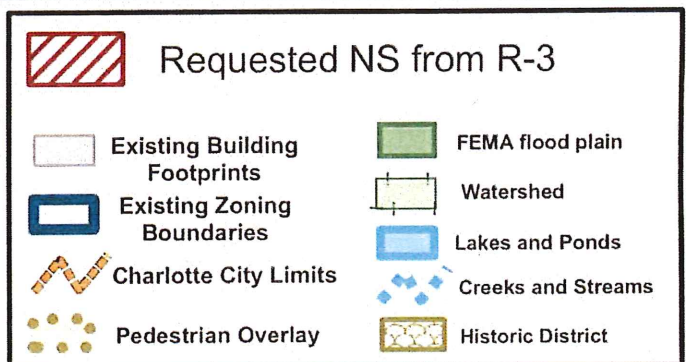 Requested NS from R-3
Existing Building
Footprints
Existing Zoning
Boundaries
Charlotte City Limits
Pedestrian Overlay
FEMA flood plain
Watershed
Lakes and Ponds
Creeks and Streams
Historic District